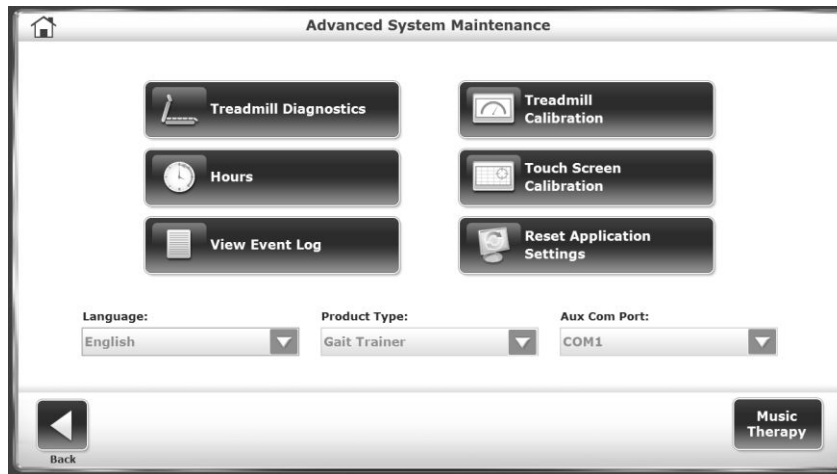 Advanced System Maintenance
Treadmill Diagnostics
Treadmill
Calibration
Hours
Touch Screen
Calibration
View Event Log
Reset Application
Settings
Language:
Product Type:
Aux Com Port:
English
Gait Trainer
COM1
Back
Music
Therapy